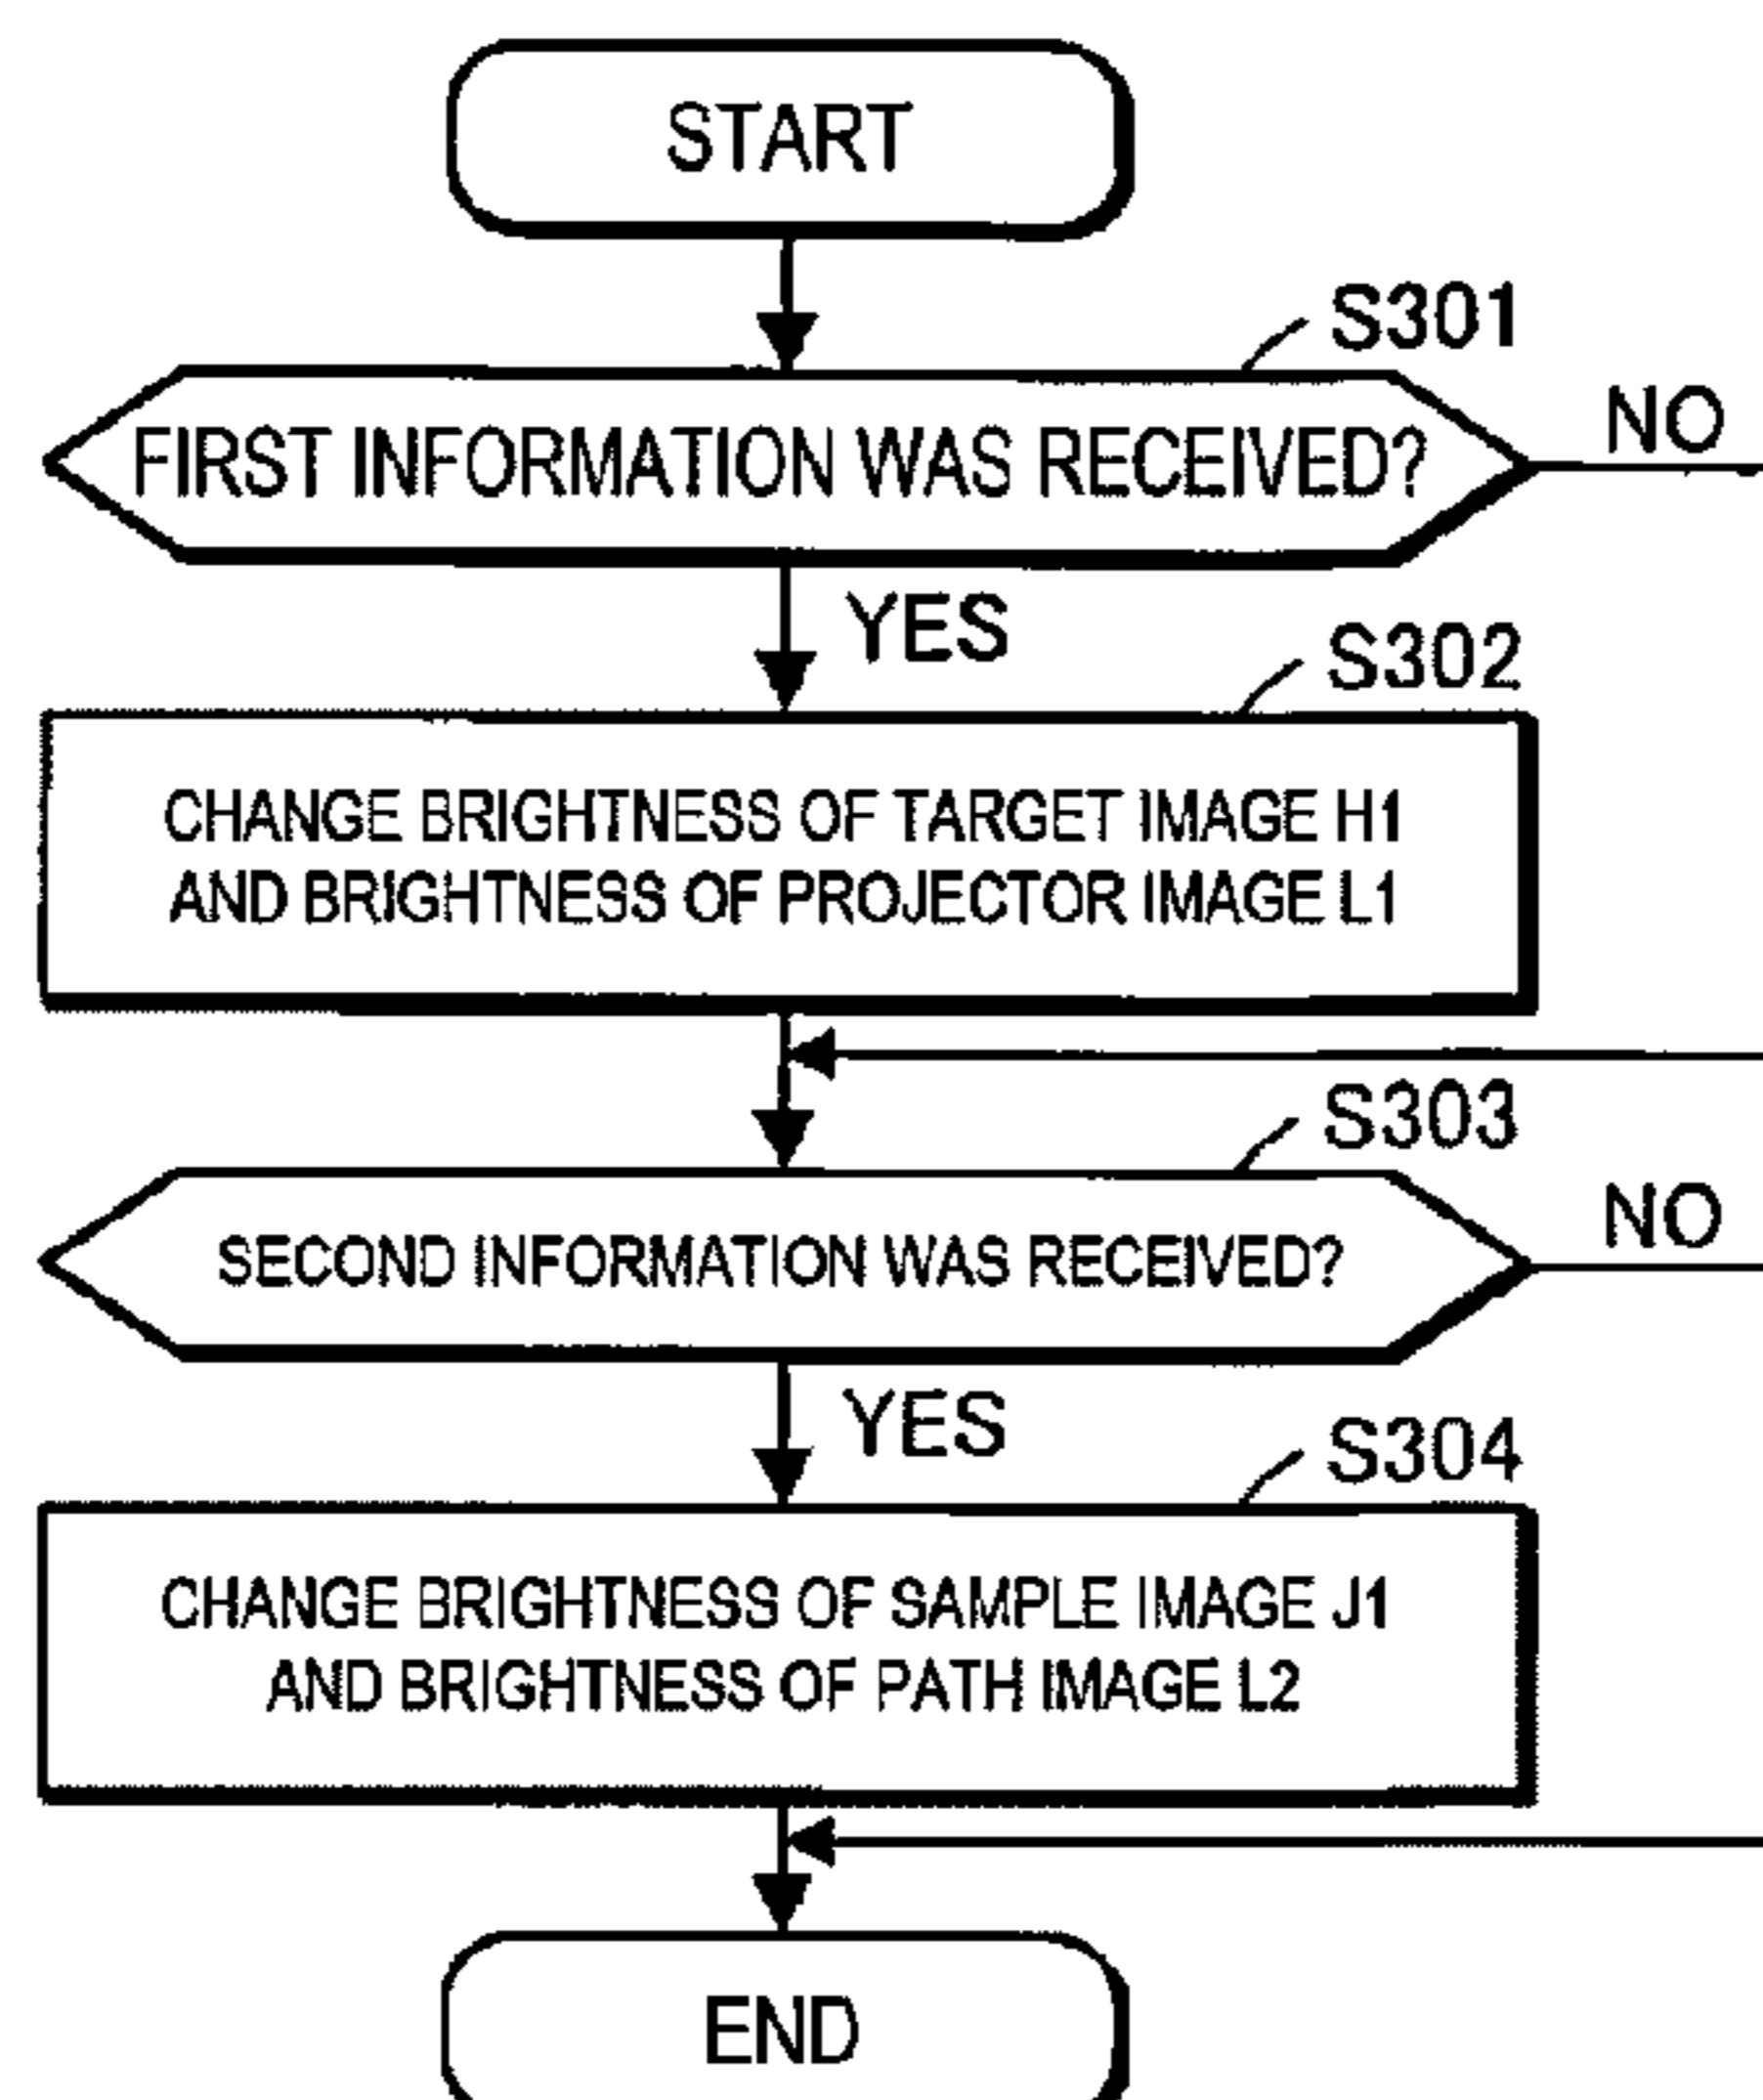 START
S301
FIRST INFORMATION WAS RECEIVED?
NO
YES
S302
CHANGE BRIGHTNESS OF TARGET IMAGE H1
AND BRIGHTNESS OF PROJECTOR IMAGE L1
S303
SECOND INFORMATION WAS RECEIVED?
NO
YES
S304
CHANGE BRIGHTNESS OF SAMPLE IMAGE J1
AND BRIGHTNESS OF PATH IMAGE L2
END